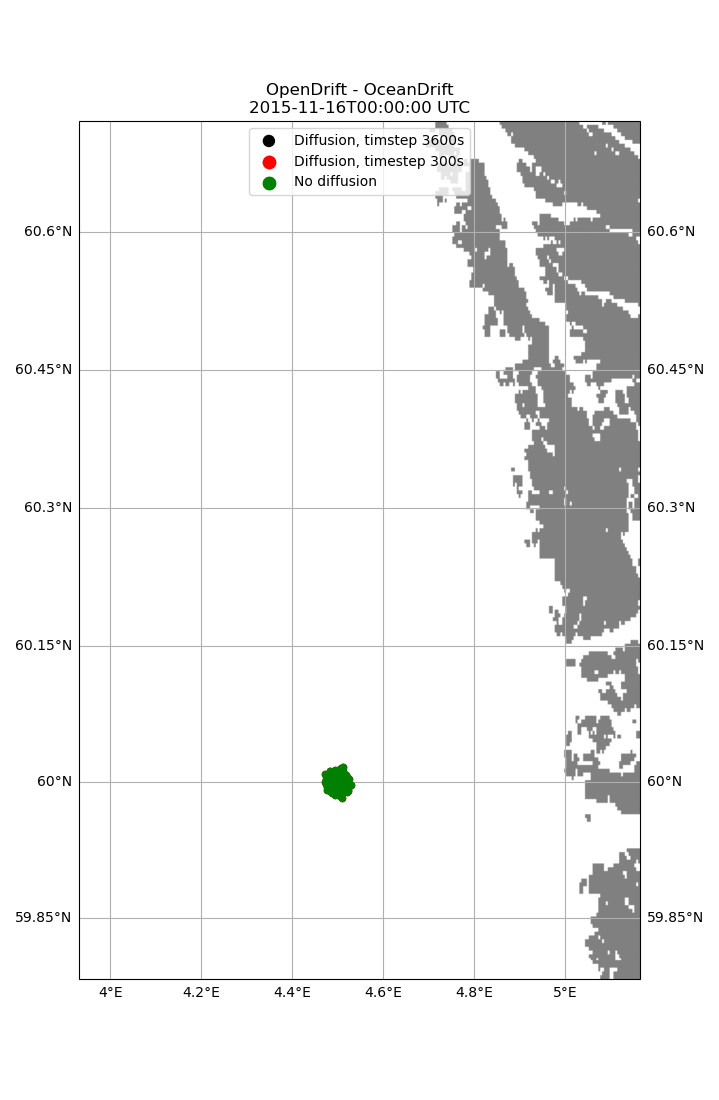 OpenDrift - OceanDrift
2015-11-16T00:00:00 UTC
Diffusion, timstep 3600s
Diffusion, timestep 300s
No diffusion
60.6°N 60.6°N
60.45°N 60.45°N
60.3°N 60.3°N
60.15°N 60.15°N
60°N 60°N
59.85°N 59.85°N
4°E 4.2°E 4.4°E 4.6°E 4.8°E 5°E